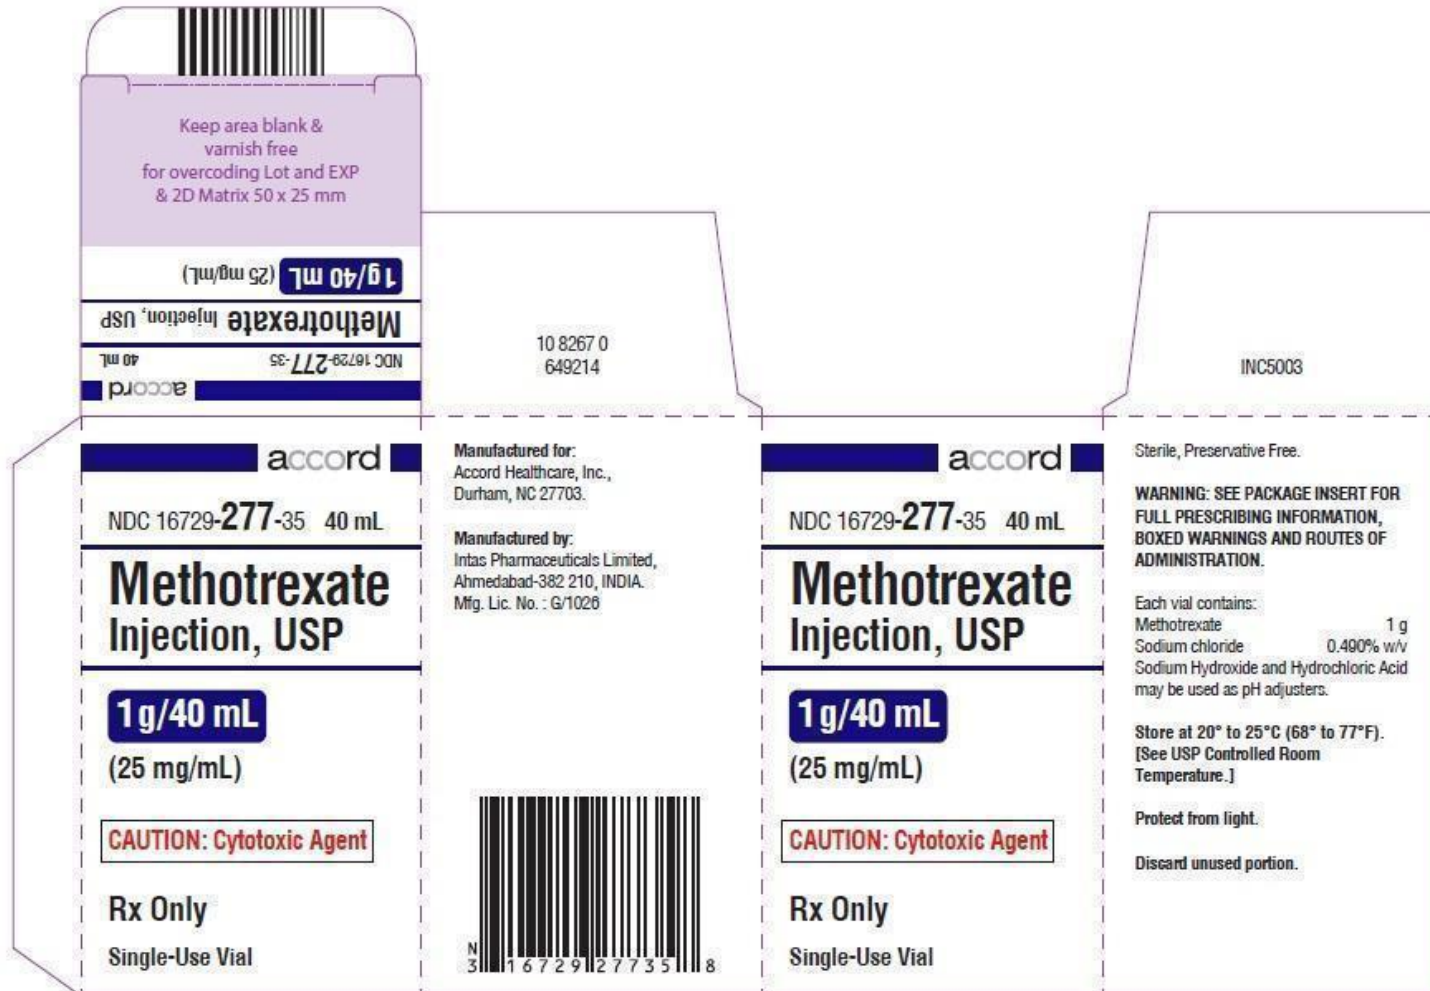 Keep area blank &
varnish free
for overcoding Lot and EXP
& 2D Matrix 50 x 25 mm
1 g/40 mL (25 mg/mL)
Methotrexate Injection, USP
NDC 16729-277-35 40 mL
accord
10 8267 0
649214
INC5003
accord
NDC 16729-277-35 40 mL
Methotrexate
Injection, USP
1 g/40 mL
(25 mg/mL)
CAUTION: Cytotoxic Agent
Rx Only
Single-Use Vial
Manufactured for:
Accord Healthcare, Inc.,
Durham, NC 27703.
Manufactured by:
Intas Pharmaceuticals Limited,
Ahmedabad-382 210, INDIA.
Mfg. Lic. No. : G/1026
N
3 16729 27735 8
accord
NDC 16729-277-35 40 mL
Methotrexate
Injection, USP
1 g/40 mL
(25 mg/mL)
CAUTION: Cytotoxic Agent
Rx Only
Single-Use Vial
Sterile, Preservative Free.
WARNING: SEE PACKAGE INSERT FOR
FULL PRESCRIBING INFORMATION,
BOXED WARNINGS AND ROUTES OF
ADMINISTRATION.
Each vial contains:
Methotrexate 1 g
Sodium chloride 0.490% w/v
Sodium Hydroxide and Hydrochloric Acid
may be used as pH adjusters.
Store at 20° to 25°C (68° to 77°F).
[See USP Controlled Room
Temperature.]
Protect from light.
Discard unused portion.